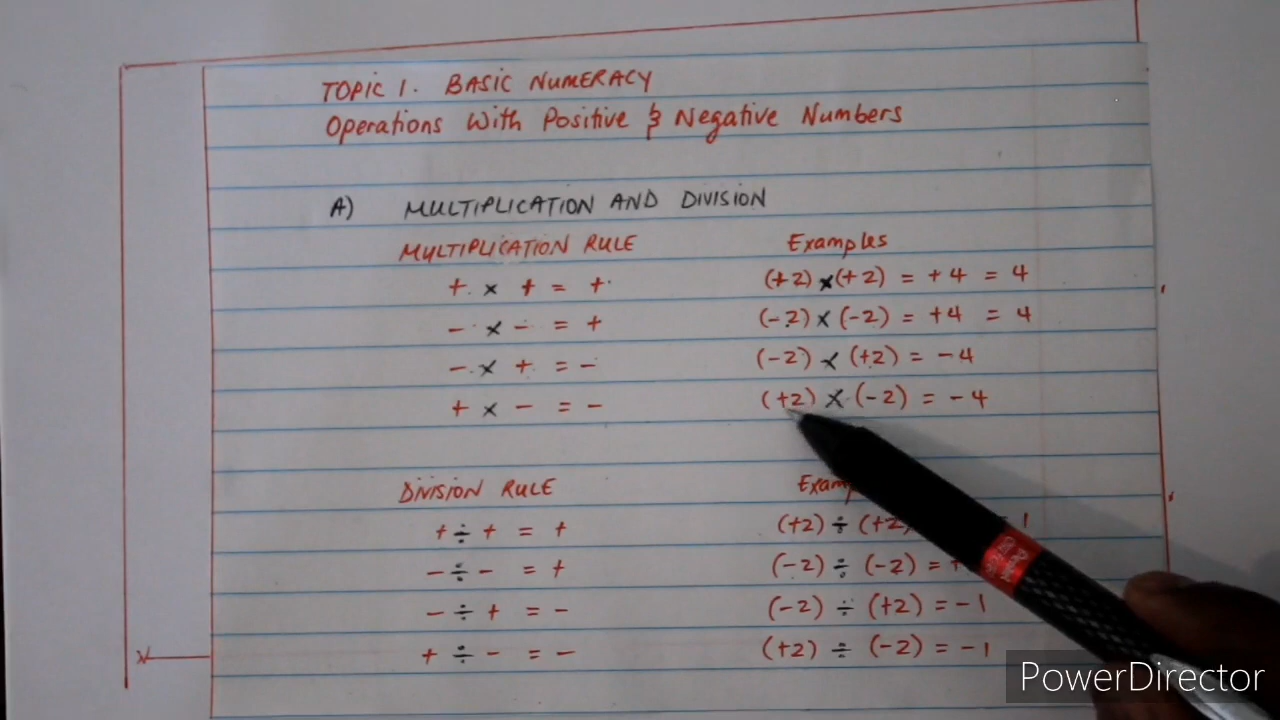 TOPIC 1. BASIC NUMERACY
Operations With Positive & Negative Numbers
A) MULTIPLICATION AND DIVISION
MULTIPLICATION RULE Examples
+ × + = + (+2) × (+2) = +4 = 4
- × - = + (-2) × (-2) = +4 = 4
- × + = - (-2) × (+2) = -4
+ × - = - (+2) × (-2) = -4
DIVISION RULE
+ ÷ + = + (+2) ÷ (+2) 1
- ÷ - = + (-2) ÷ (-2) = +
- ÷ + = - (-2) ÷ (+2) = -1
+ ÷ - = - (+2) ÷ (-2) = -1
PowerDirector